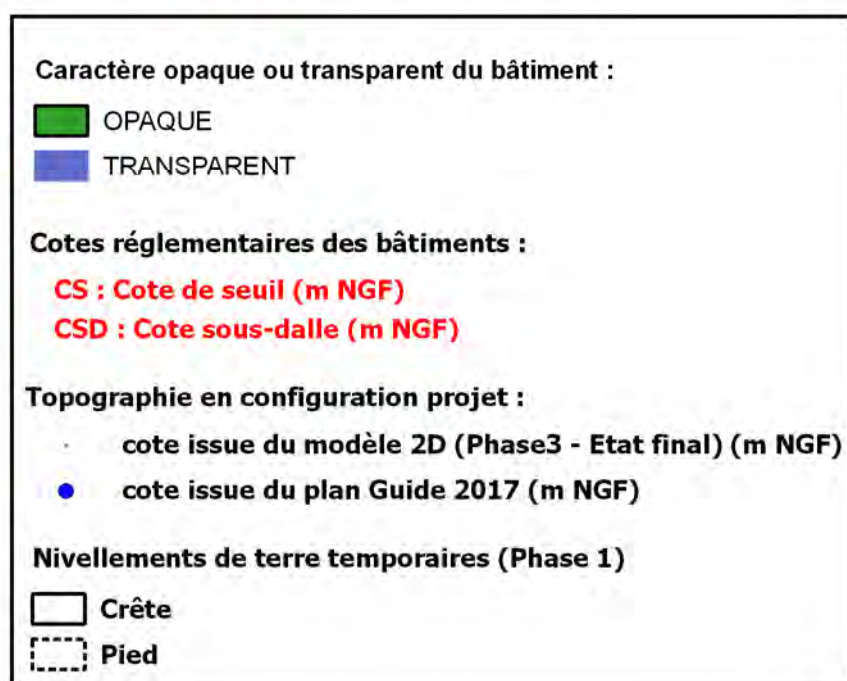 Caractère opaque ou transparent du bâtiment :
OPAQUE
TRANSPARENT
Cotes réglementaires des bâtiments :
CS : Cote de seuil (m NGF)
CSD : Cote sous-dalle (m NGF)
Topographie en configuration projet :
cote issue du modèle 2D (Phase3 - Etat final) (m NGF)
cote issue du plan Guide 2017 (m NGF)
Nivellements de terre temporaires (Phase 1)
Crête
Pied